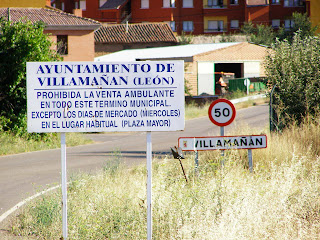 AYUNTAMIENTO DE
VILLAMAÑAN (LEÓN)
PROHIBIDA LA VENTA AMBULANTE
EN TODO ESTE TERMINO MUNICIPAL.
EXCEPTO LOS DIAS DE MERCADO (MIERCOLES)
EN EL LUGAR HABITUAL (PLAZA MAYOR)
50
VILLAMAÑÁN